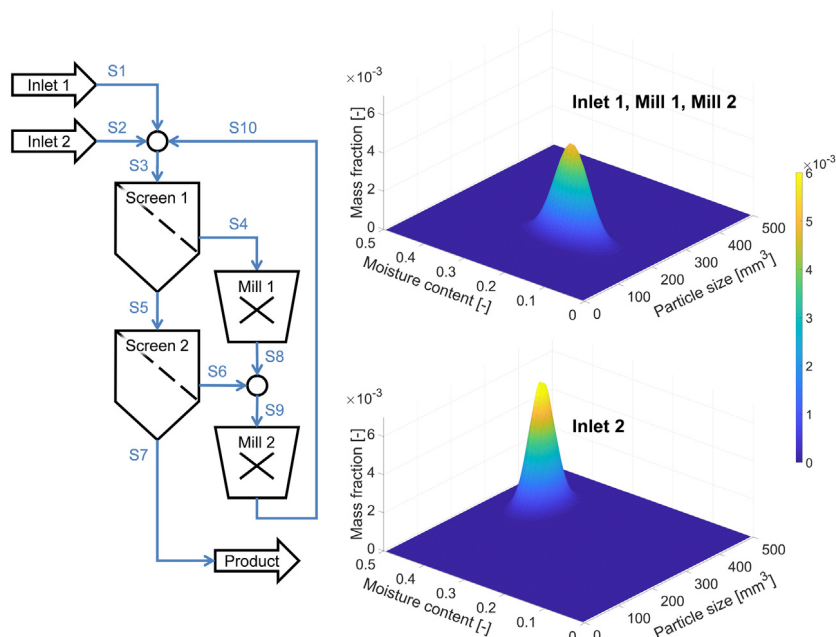 Inlet 1
S1
Inlet 2
S2
S10
S3
Screen 1
S4
Mill 1
S5
Screen 2
S8
S6
S9
Mill 2
S7
Product
×10⁻³
Inlet 1, Mill 1, Mill 2
Mass fraction [-]
6
4
2
0
0.5
0.4
0.3
0.2
0.1
0
Moisture content [-]
0
100
200
300
400
500
Particle size [mm³]
×10⁻³
Inlet 2
Mass fraction [-]
6
4
2
0
0.5
0.4
0.3
0.2
0.1
0
Moisture content [-]
0
100
200
300
400
500
Particle size [mm³]
×10⁻³
6
5
4
3
2
1
0